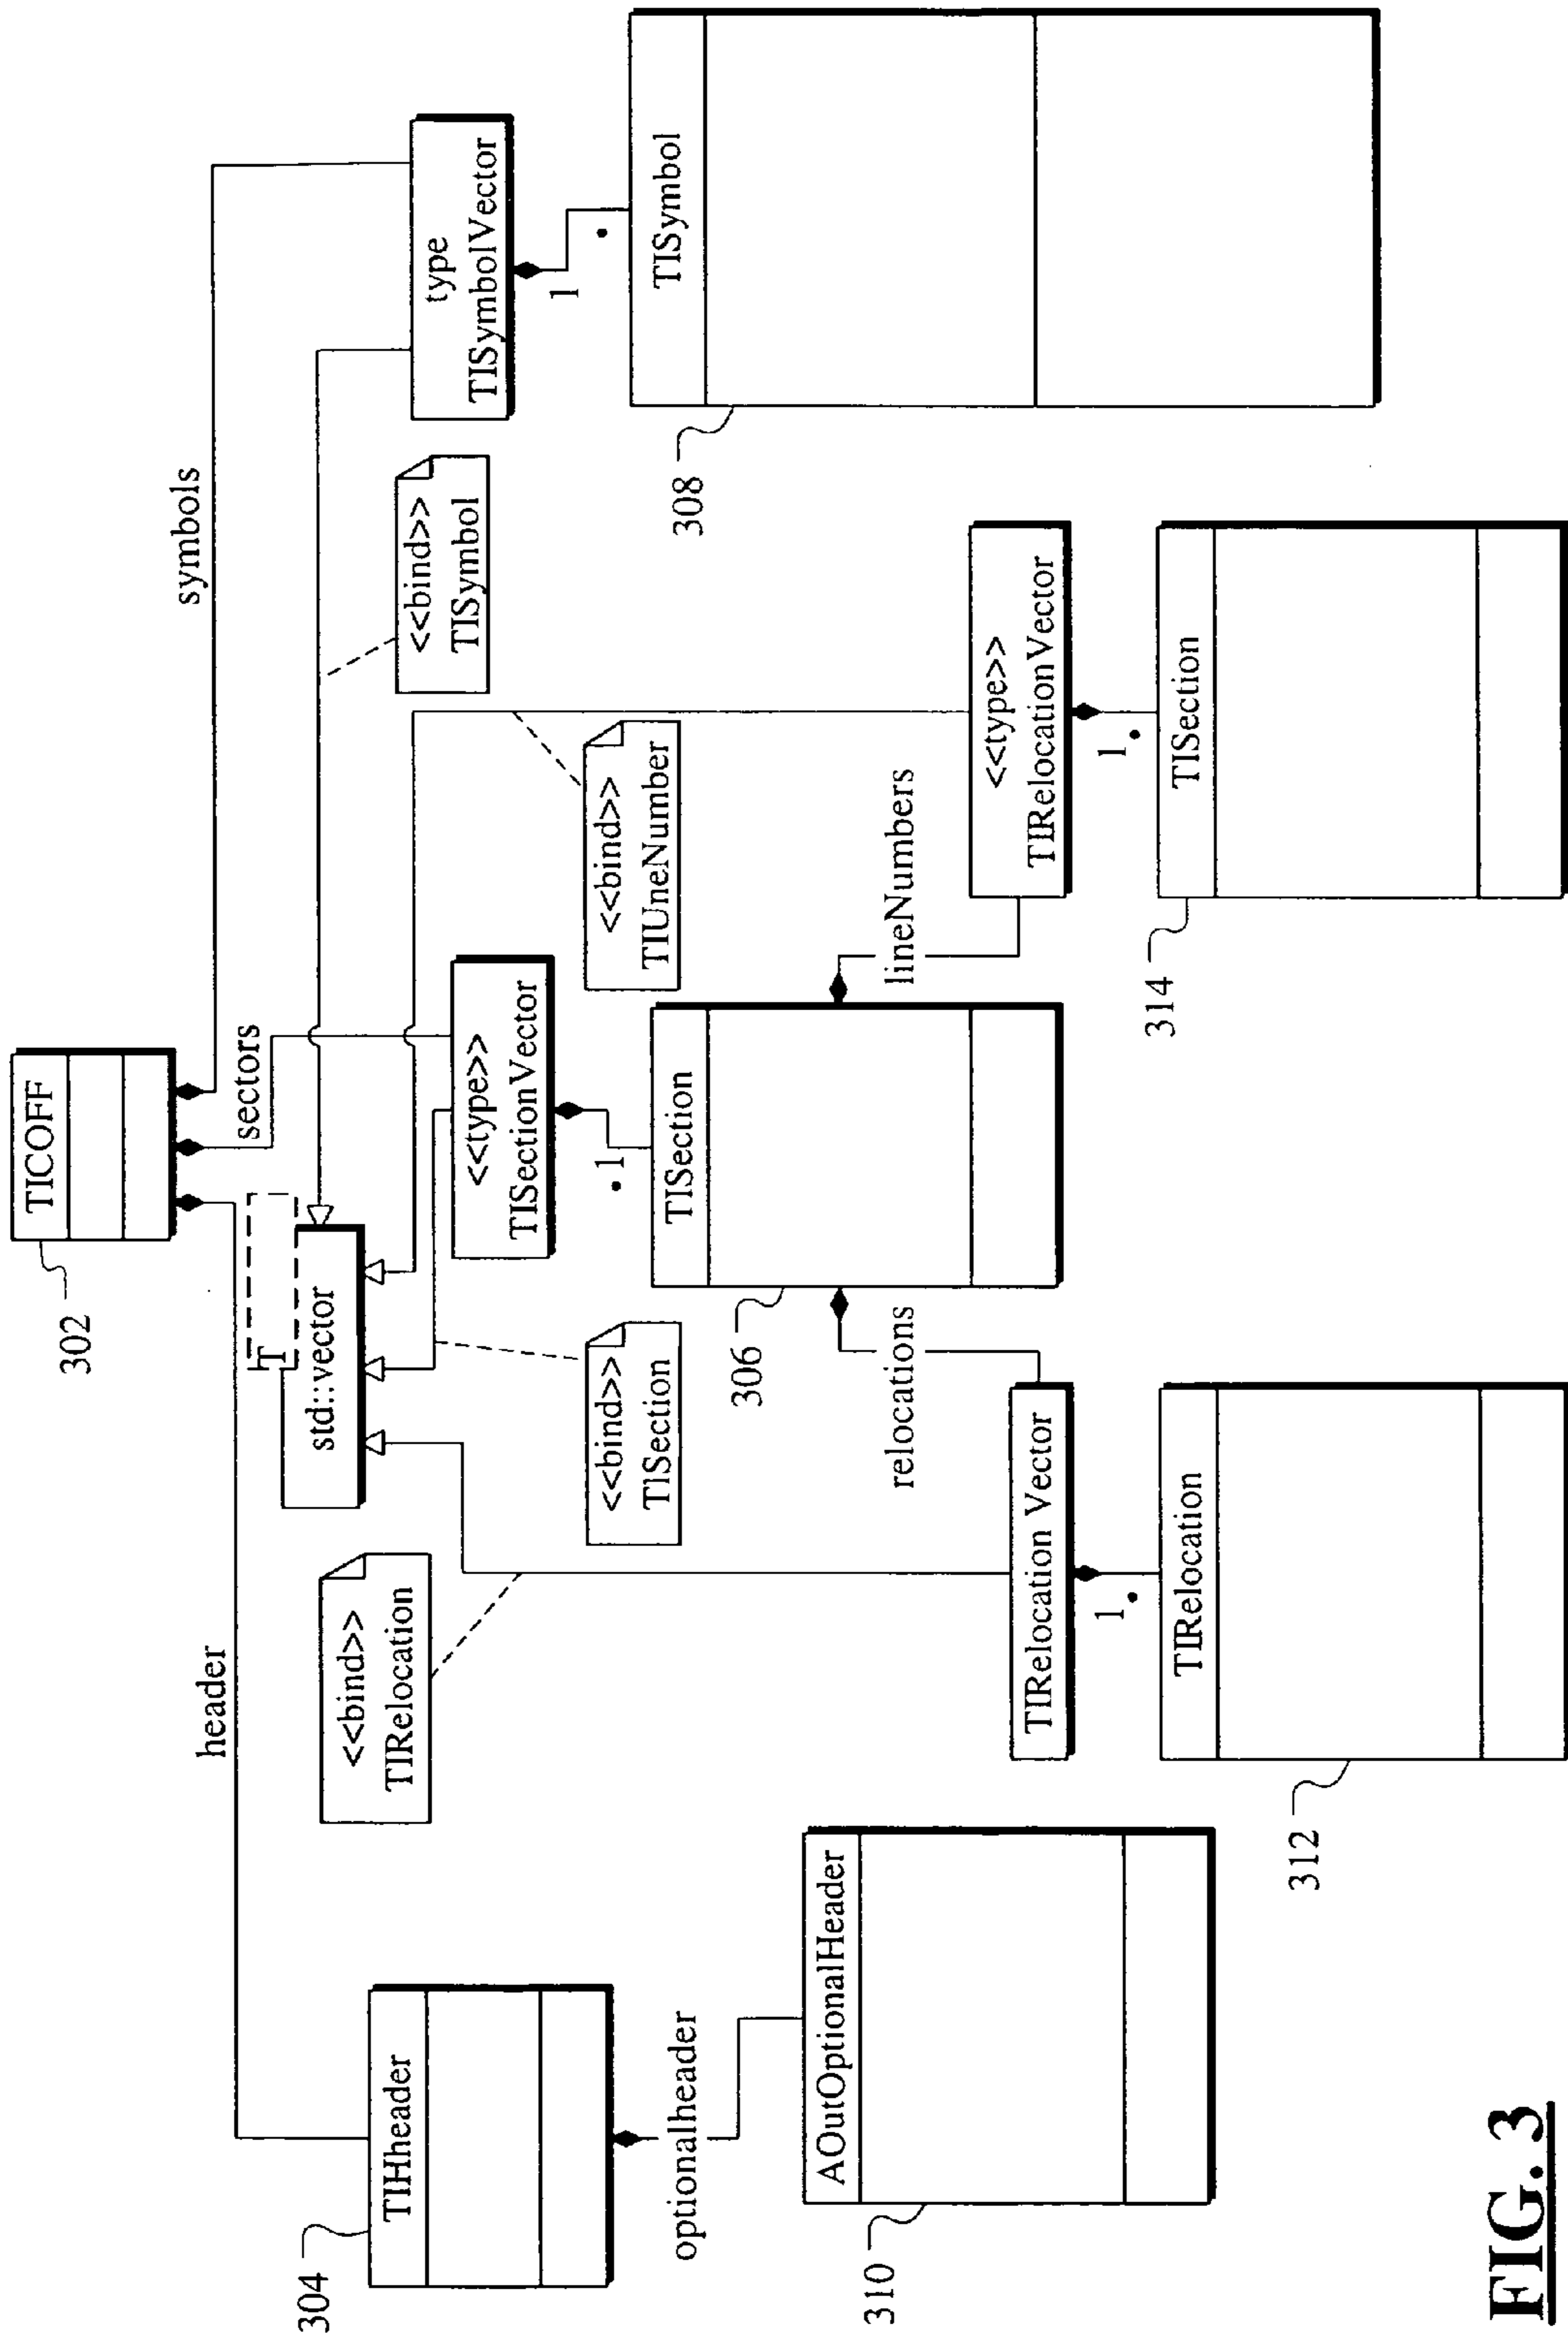 TICOFF
302
header
sectors
symbols
T
std::vector
<<bind>>
TIRelocation
<<bind>>
TISection
<<bind>>
TIUneNumber
<<bind>>
TISymbol
304
TIHheader
optionalheader
310
AOutOptionalHeader
<<type>>
TISectionVector
• 1
306
TISection
relocations
lineNumbers
type
TISymbolVector
1
•
308
TISymbol
TIRelocation Vector
1 •
312
TIRelocation
<<type>>
TIRelocationVector
1 •
314
TISection
FIG. 3